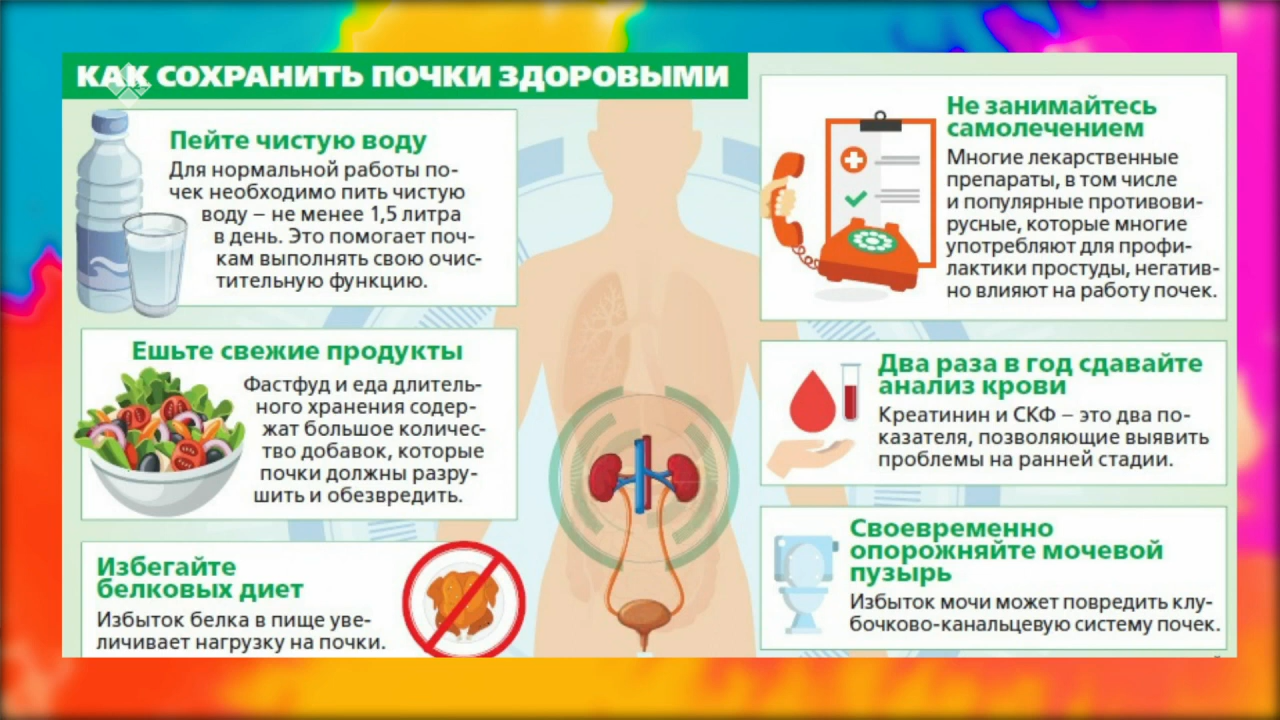 КАК СОХРАНИТЬ ПОЧКИ ЗДОРОВЫМИ
Пейте чистую воду
Для нормальной работы по-
чек необходимо пить чистую
воду – не менее 1,5 литра
в день. Это помогает поч-
кам выполнять свою очис-
тительную функцию.
Ешьте свежие продукты
Фастфуд и еда длитель-
ного хранения содер-
жат большое количес-
тво добавок, которые
почки должны разру-
шить и обезвредить.
Избегайте
белковых диет
Избыток белка в пище уве-
личивает нагрузку на почки.
Не занимайтесь
самолечением
Многие лекарственные
препараты, в том числе
и популярные противови-
русные, которые многие
употребляют для профи-
лактики простуды, негатив-
но влияют на работу почек.
Два раза в год сдавайте
анализ крови
Креатинин и СКФ – это два по-
казателя, позволяющие выявить
проблемы на ранней стадии.
Своевременно
опорожняйте мочевой
пузырь
Избыток мочи может повредить клу-
бочково-канальцевую систему почек.